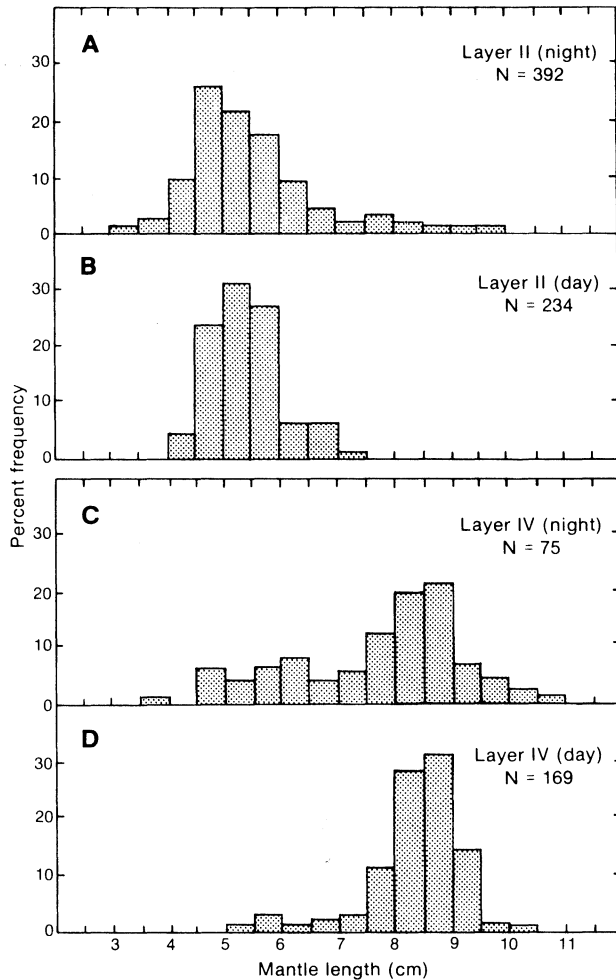 A
Layer II (night)
N = 392
30
20
10
0
B
Layer II (day)
N = 234
30
20
10
0
Percent frequency
C
Layer IV (night)
N = 75
30
20
10
0
D
Layer IV (day)
N = 169
30
20
10
0
3 4 5 6 7 8 9 10 11
Mantle length (cm)